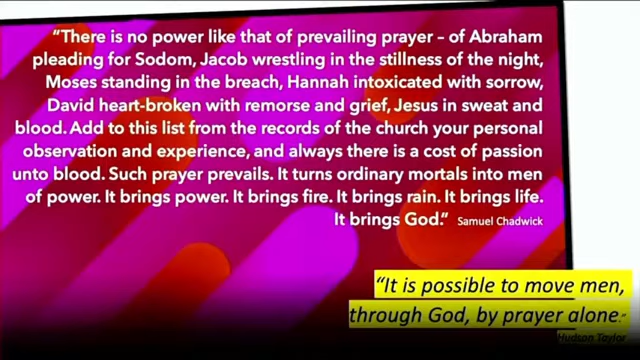 “There is no power like that of prevailing prayer – of Abraham
pleading for Sodom, Jacob wrestling in the stillness of the night,
Moses standing in the breach, Hannah intoxicated with sorrow,
David heart-broken with remorse and grief, Jesus in sweat and
blood. Add to this list from the records of the church your personal
observation and experience, and always there is a cost of passion
unto blood. Such prayer prevails. It turns ordinary mortals into men
of power. It brings power. It brings fire. It brings rain. It brings life.
It brings God.” Samuel Chadwick
“It is possible to move men,
through God, by prayer alone.”
Hudson Taylor